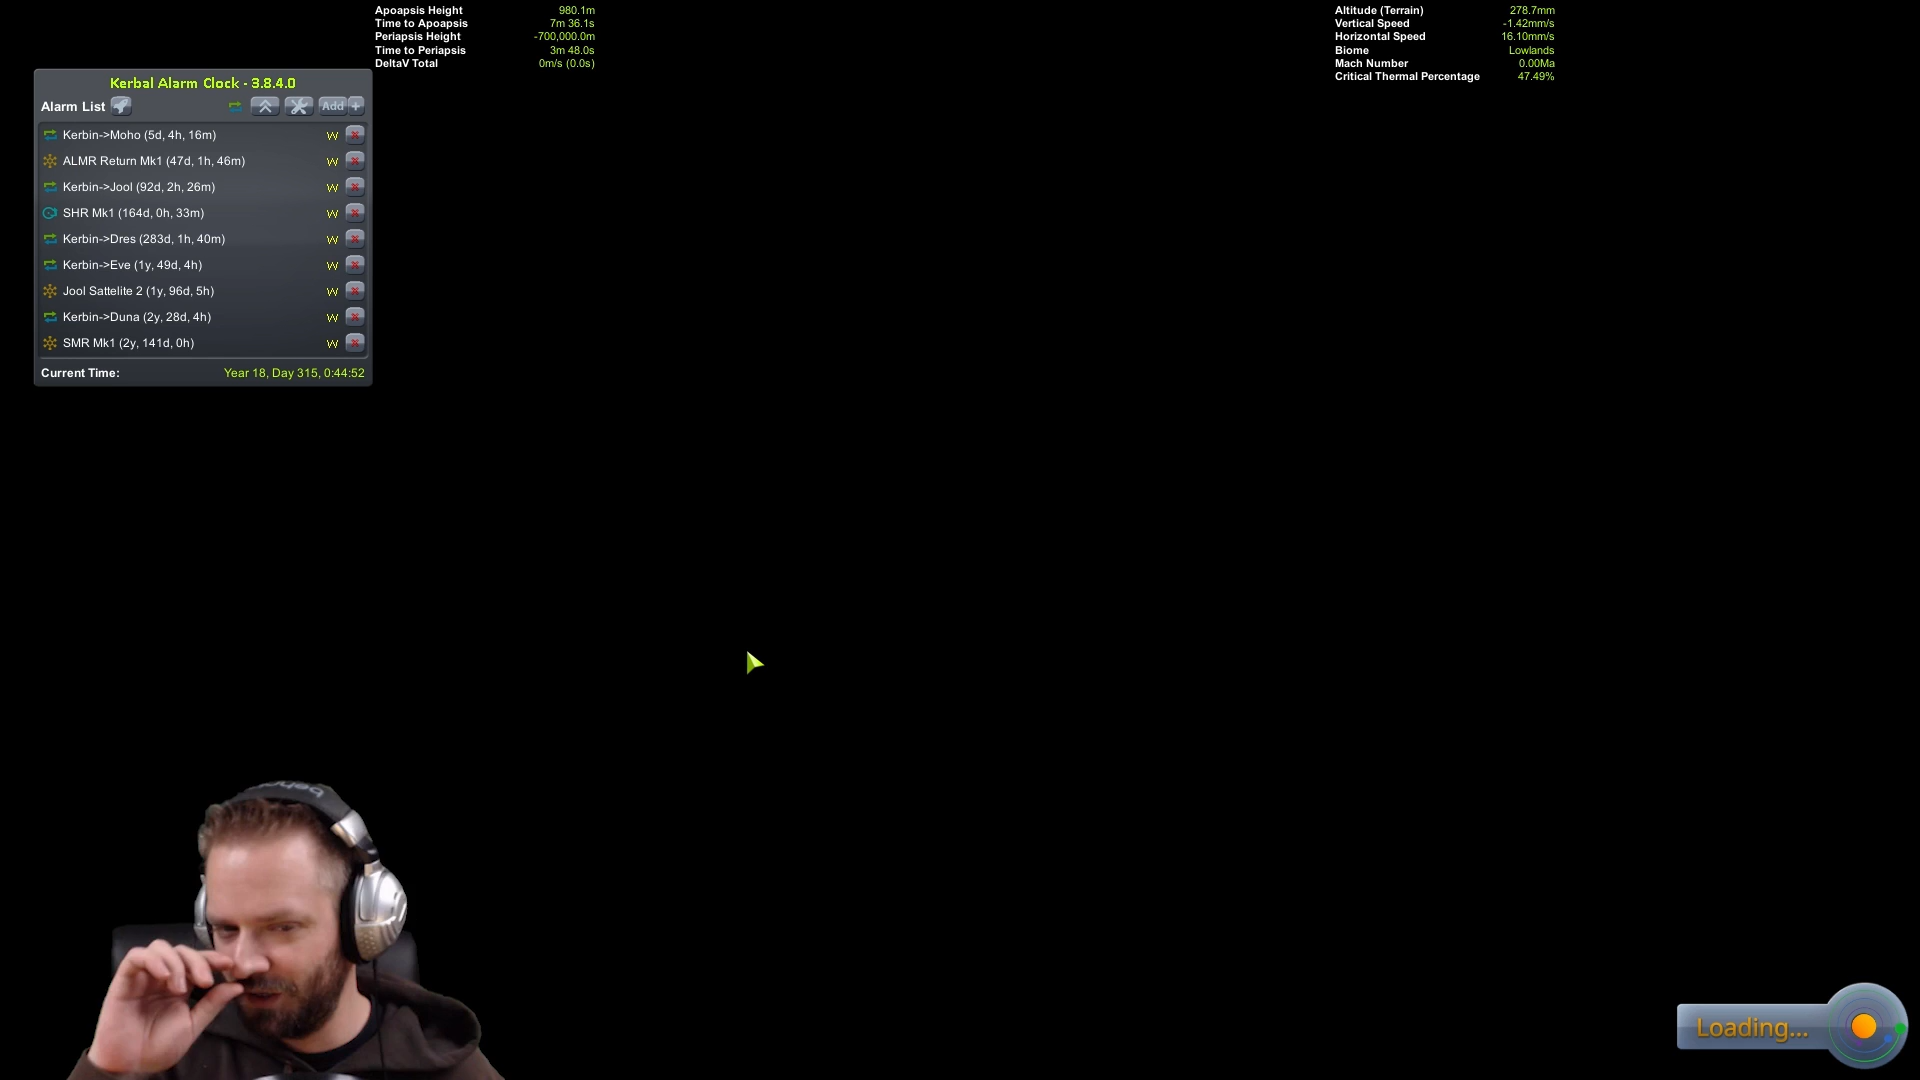 Apoapsis Height 980.1m
Time to Apoapsis 7m 36.1s
Periapsis Height -700,000.0m
Time to Periapsis 3m 48.0s
DeltaV Total 0m/s (0.0s)
Altitude (Terrain) 278.7mm
Vertical Speed -1.42mm/s
Horizontal Speed 16.10mm/s
Biome Lowlands
Mach Number 0.00Ma
Critical Thermal Percentage 47.49%
Kerbal Alarm Clock - 3.8.4.0
Alarm List Add +
Kerbin->Moho (5d, 4h, 16m) W
ALMR Return Mk1 (47d, 1h, 46m) W
Kerbin->Jool (92d, 2h, 26m) W
SHR Mk1 (164d, 0h, 33m) W
Kerbin->Dres (283d, 1h, 40m) W
Kerbin->Eve (1y, 49d, 4h) W
Jool Sattelite 2 (1y, 96d, 5h) W
Kerbin->Duna (2y, 28d, 4h) W
SMR Mk1 (2y, 141d, 0h) W
Current Time: Year 18, Day 315, 0:44:52
Loading...